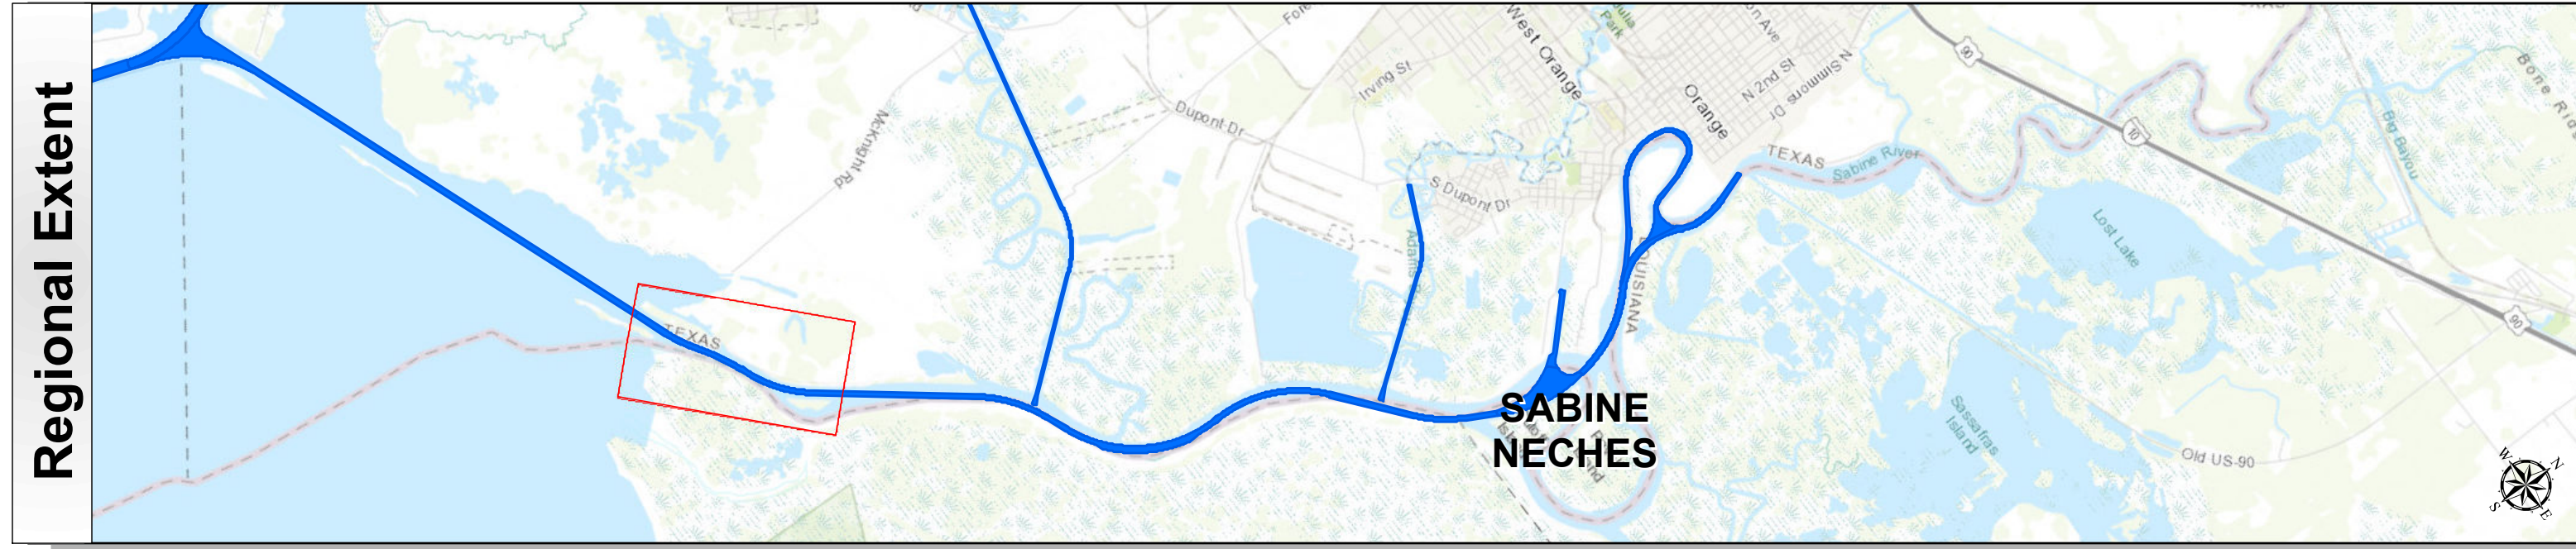 Regional Extent
McKnight Rd
Dupont Dr
Irving St
West Orange
Park
Orange
N 2nd St
N Simmons Dr
S Dupont Dr
TEXAS
Sabine River
90
10
Big Bayou
Lost Lake
90
TEXAS
LOUISIANA
SABINE
NECHES
Sassafras
Island
Old US-90
W
N
S
E